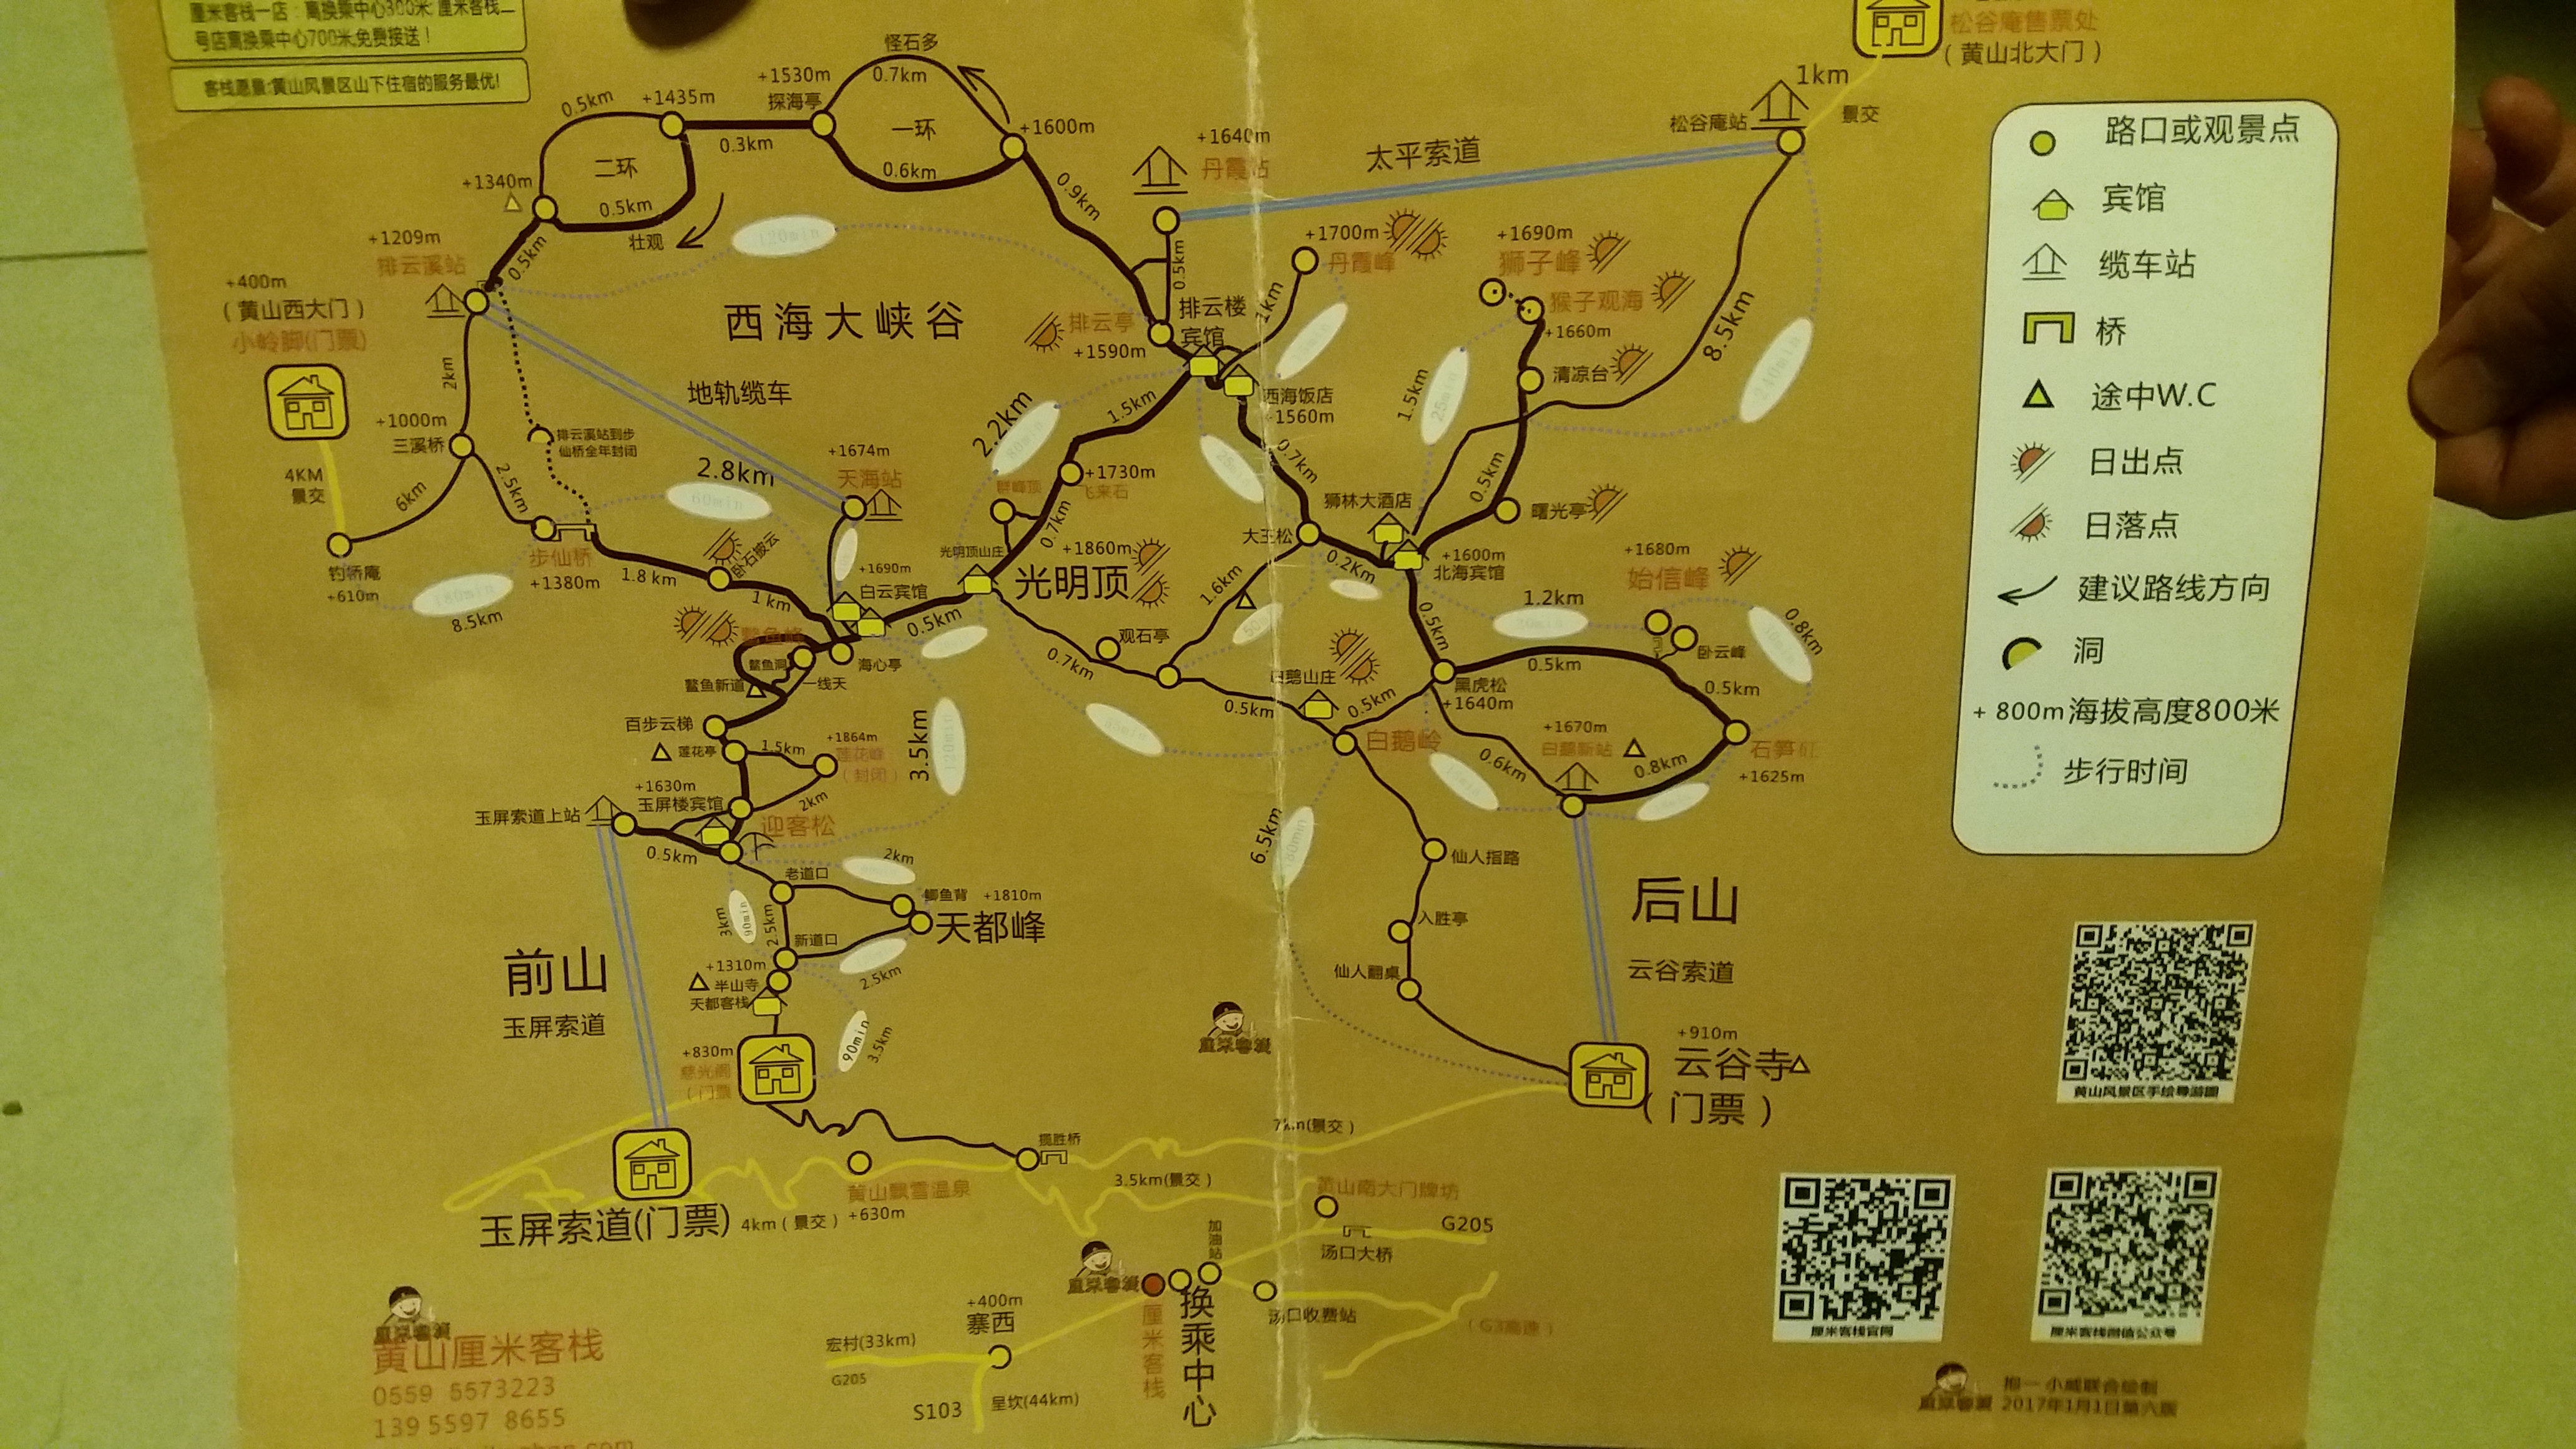 厘米客栈一店：离换乘中心300米 厘米客栈二
号店离换乘中心700米,免费接送！
客栈愿景:黄山风景区山下住宿的服务最优!
松谷庵售票处
（黄山北大门）
1km
景交
松谷庵站
太平索道
怪石多
0.7km
一环
0.6km
+1600m
+1530m
探海亭
0.3km
+1435m
0.5km
二环
0.5km
壮观
+1340m
0.5km
+1209m
排云溪站
+400m
（黄山西大门）
小岭脚(门票)
4KM
景交
2km
+1000m
三溪桥
6km
2.5km
钓桥庵
+610m
180min
8.5km
排云溪站到步
仙桥全年封闭
步仙桥
+1380m
1.8 km
卧石披云
1 km
120min
西海大峡谷
地轨缆车
2.8km
60min
+1674m
天海站
0.9km
+1640m
丹霞站
0.5km
排云亭
+1590m
排云楼
宾馆
1km
+1700m
丹霞峰
西海饭店
+1560m
2.2km
1.5km
+1730m
飞来石
群峰顶
0.7km
光明顶山庄
+1860m
光明顶
+1690m
白云宾馆
0.5km
海心亭
鳌鱼峰
鳌鱼洞
一线天
鳌鱼新道
百步云梯
莲花亭
1.5km
+1864m
莲花峰
（封闭）
2km
3.5km
120min
+1630m
玉屏楼宾馆
玉屏索道上站
迎客松
0.5km
老道口
2km
鲫鱼背
+1810m
天都峰
3km
90min
2.5km
新道口
2.5km
+1310m
半山寺
天都客栈
90min
3.5km
+830m
慈光阁
（门票
前山
玉屏索道
玉屏索道(门票)
4km（景交）
黄山飘雪温泉
+630m
揽胜桥
+1690m
狮子峰
猴子观海
+1660m
清凉台
1.5km
25min
8.5km
240min
0.5km
曙光亭
0.7km
狮林大酒店
大王松
0.2Km
+1600m
北海宾馆
1.6km
观石亭
0.7km
0.5km
白鹅山庄
0.5km
白鹅岭
0.5km
黑虎松
+1640m
1.2km
+1680m
始信峰
卧云峰
0.8km
0.5km
0.5km
石笋矼
+1625m
0.8km
+1670m
白鹅新站
0.6km
6.5km
仙人指路
入胜亭
仙人翻桌
后山
云谷索道
+910m
云谷寺
（门票）
7km(景交）
3.5km(景交）
黄山南大门牌坊
G205
汤口大桥
加油站
汤口收费站
（G3高速）
换乘中心
厘米客栈
厘米客栈
厘米客栈
+400m
寨西
宏村(33km)
G205
S103
呈坎(44km)
厘米客栈
黄山厘米客栈
0559 5573223
139 5597 8655
路口或观景点
宾馆
缆车站
桥
途中W.C
日出点
日落点
建议路线方向
洞
+ 800m海拔高度800米
步行时间
黄山风景区手绘导游图
厘米客栈官网
厘米客栈微信公众号
厘米客栈
小威联合绘制
2017年1月1日第六版